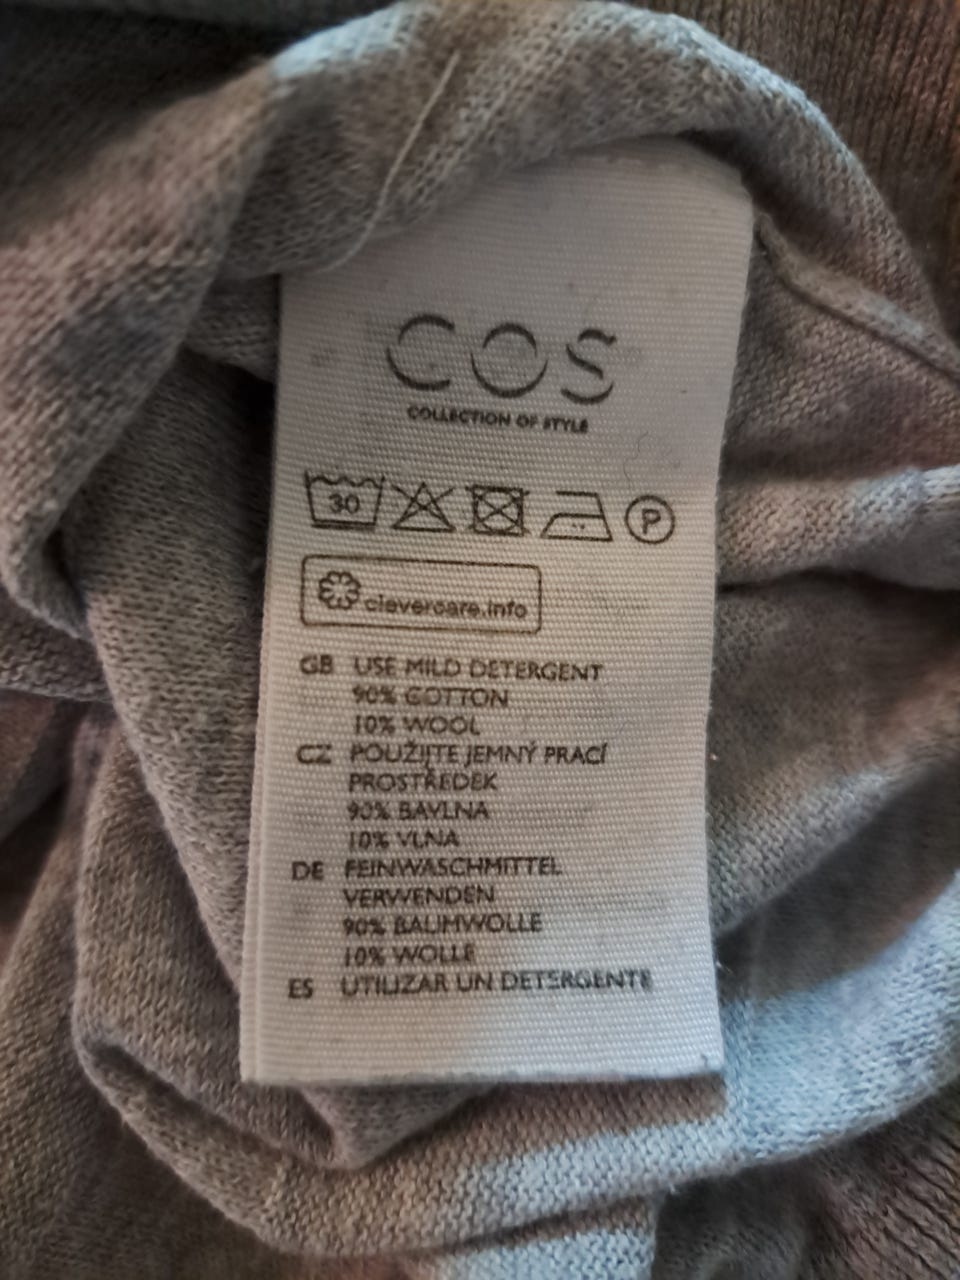 COS
COLLECTION OF STYLE
30 P
clevercare.info
GB USE MILD DETERGENT
90% COTTON
10% WOOL
CZ POUŽIJTE JEMNÝ PRACÍ
PROSTŘEDEK
90% BAVLNA
10% VLNA
DE FEINWASCHMITTEL
VERWENDEN
90% BAUMWOLLE
10% WOLLE
ES UTILIZAR UN DETERGENTE